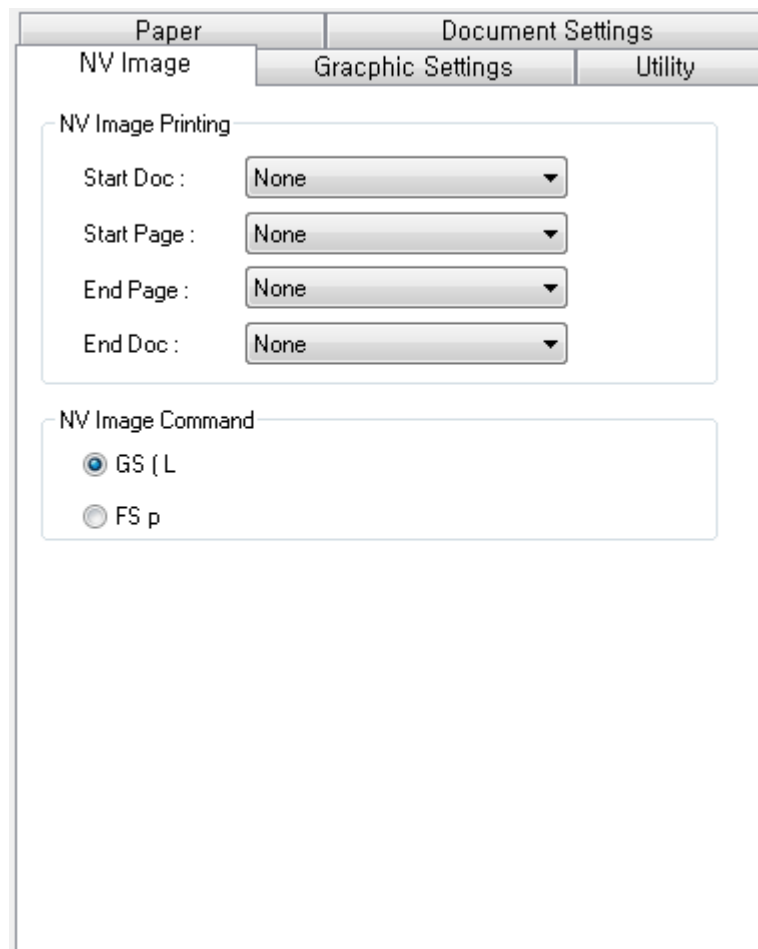 Paper Document Settings
NV Image Gracphic Settings Utility
NV Image Printing
Start Doc : None
Start Page : None
End Page : None
End Doc : None
NV Image Command
GS ( L
FS p